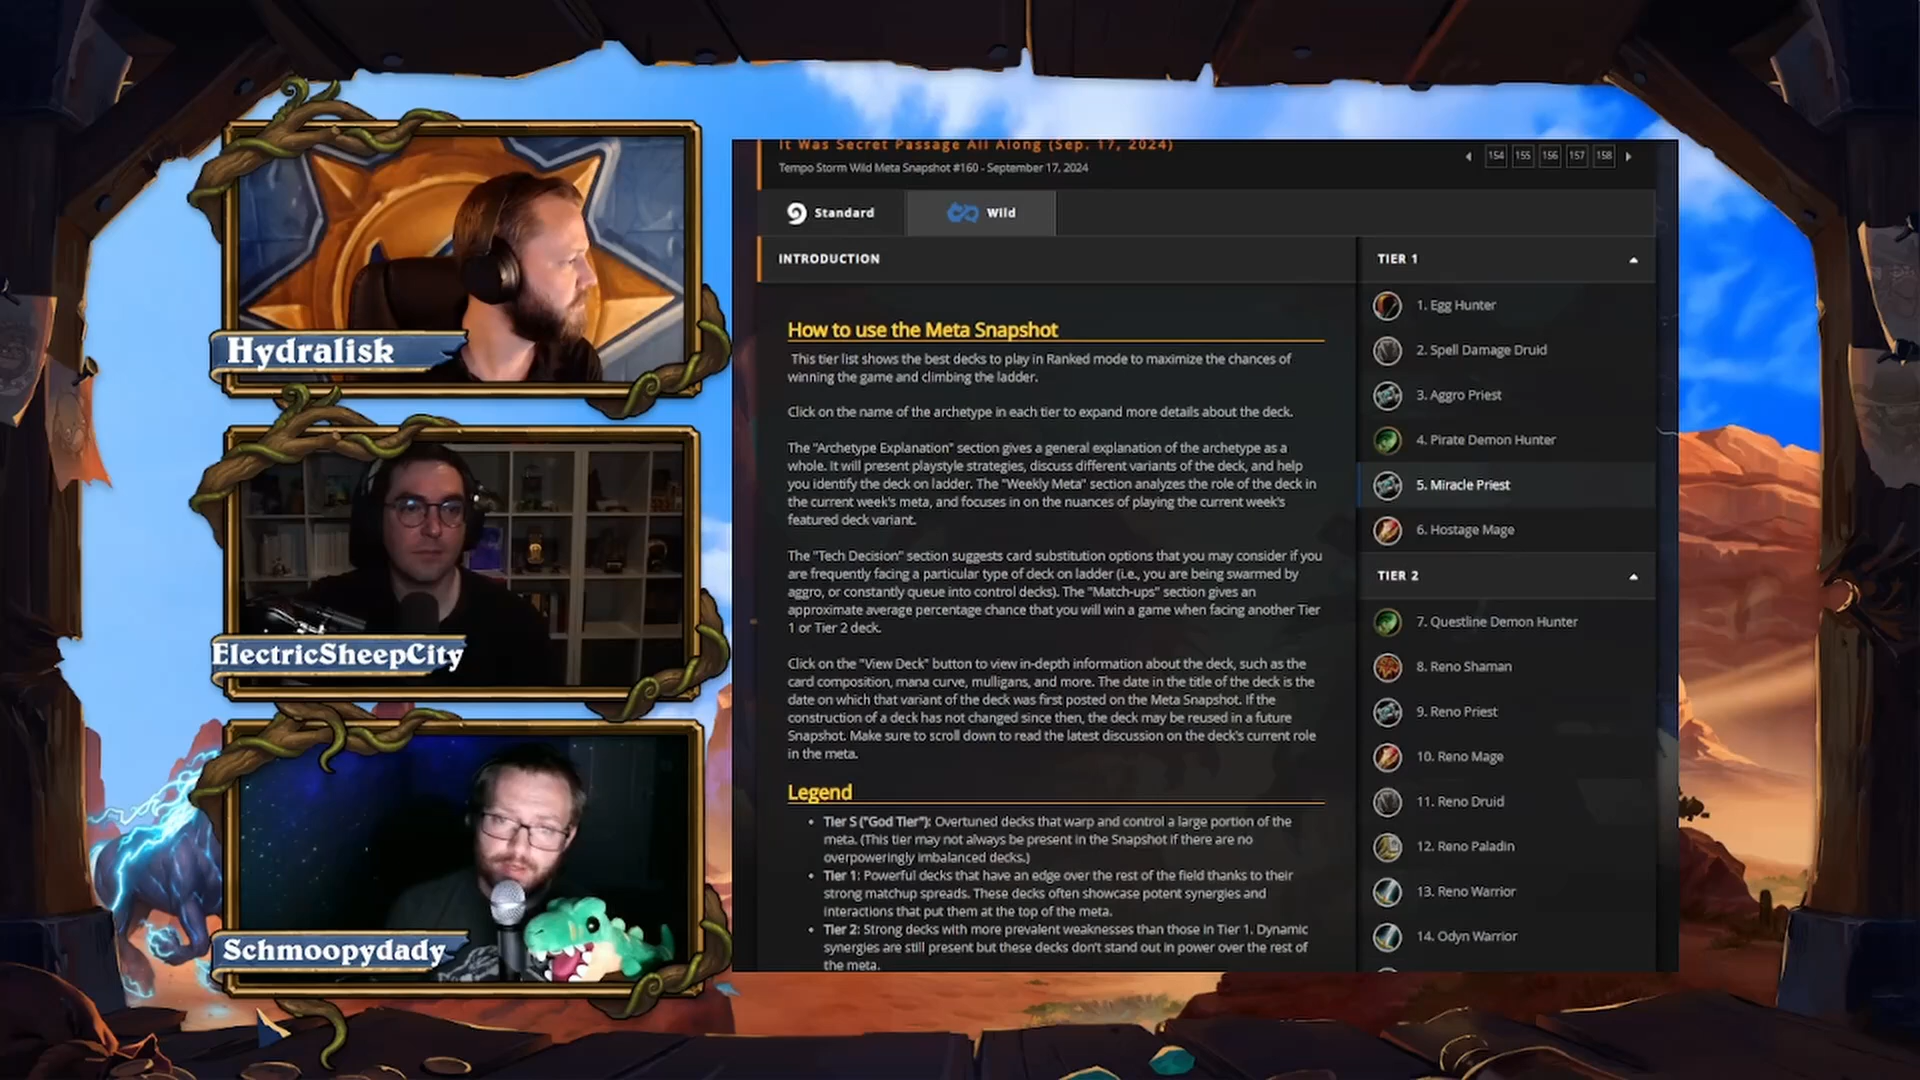 Hydralisk
ElectricSheepCity
Schmoopydady
It Was Secret Passage All Along (Sep. 17, 2024)
Tempo Storm Wild Meta Snapshot #160 - September 17, 2024
154 155 156 157 158
Standard
Wild
INTRODUCTION
How to use the Meta Snapshot
This tier list shows the best decks to play in Ranked mode to maximize the chances of
winning the game and climbing the ladder.
Click on the name of the archetype in each tier to expand more details about the deck.
The "Archetype Explanation" section gives a general explanation of the archetype as a
whole. It will present playstyle strategies, discuss different variants of the deck, and help
you identify the deck on ladder. The "Weekly Meta" section analyzes the role of the deck in
the current week's meta, and focuses in on the nuances of playing the current week's
featured deck variant.
The "Tech Decision" section suggests card substitution options that you may consider if you
are frequently facing a particular type of deck on ladder (i.e., you are being swarmed by
aggro, or constantly queue into control decks). The "Match-ups" section gives an
approximate average percentage chance that you will win a game when facing another Tier
1 or Tier 2 deck.
Click on the "View Deck" button to view in-depth information about the deck, such as the
card composition, mana curve, mulligans, and more. The date in the title of the deck is the
date on which that variant of the deck was first posted on the Meta Snapshot. If the
construction of a deck has not changed since then, the deck may be reused in a future
Snapshot. Make sure to scroll down to read the latest discussion on the deck's current role
in the meta.
Legend
• Tier S ("God Tier"): Overtuned decks that warp and control a large portion of the
meta. (This tier may not always be present in the Snapshot if there are no
overpoweringly imbalanced decks.)
• Tier 1: Powerful decks that have an edge over the rest of the field thanks to their
strong matchup spreads. These decks often showcase potent synergies and
interactions that put them at the top of the meta.
• Tier 2: Strong decks with more prevalent weaknesses than those in Tier 1. Dynamic
synergies are still present but these decks don't stand out in power over the rest of
the meta.
TIER 1
1. Egg Hunter
2. Spell Damage Druid
3. Aggro Priest
4. Pirate Demon Hunter
5. Miracle Priest
6. Hostage Mage
TIER 2
7. Questline Demon Hunter
8. Reno Shaman
9. Reno Priest
10. Reno Mage
11. Reno Druid
12. Reno Paladin
13. Reno Warrior
14. Odyn Warrior